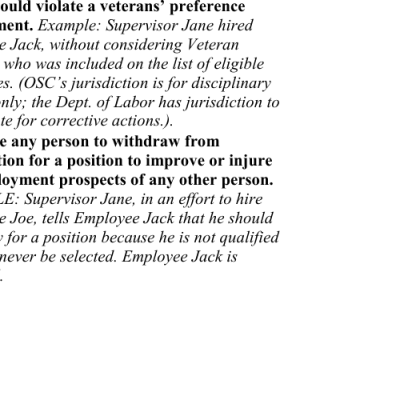 ould violate a veterans' preference
ment. Example: Supervisor Jane hired
e Jack, without considering Veteran
who was included on the list of eligible
es. (OSC's jurisdiction is for disciplinary
nly; the Dept. of Labor has jurisdiction to
te for corrective actions.).
e any person to withdraw from
tion for a position to improve or injure
loyment prospects of any other person.
LE: Supervisor Jane, in an effort to hire
e Joe, tells Employee Jack that he should
y for a position because he is not qualified
never be selected. Employee Jack is
.